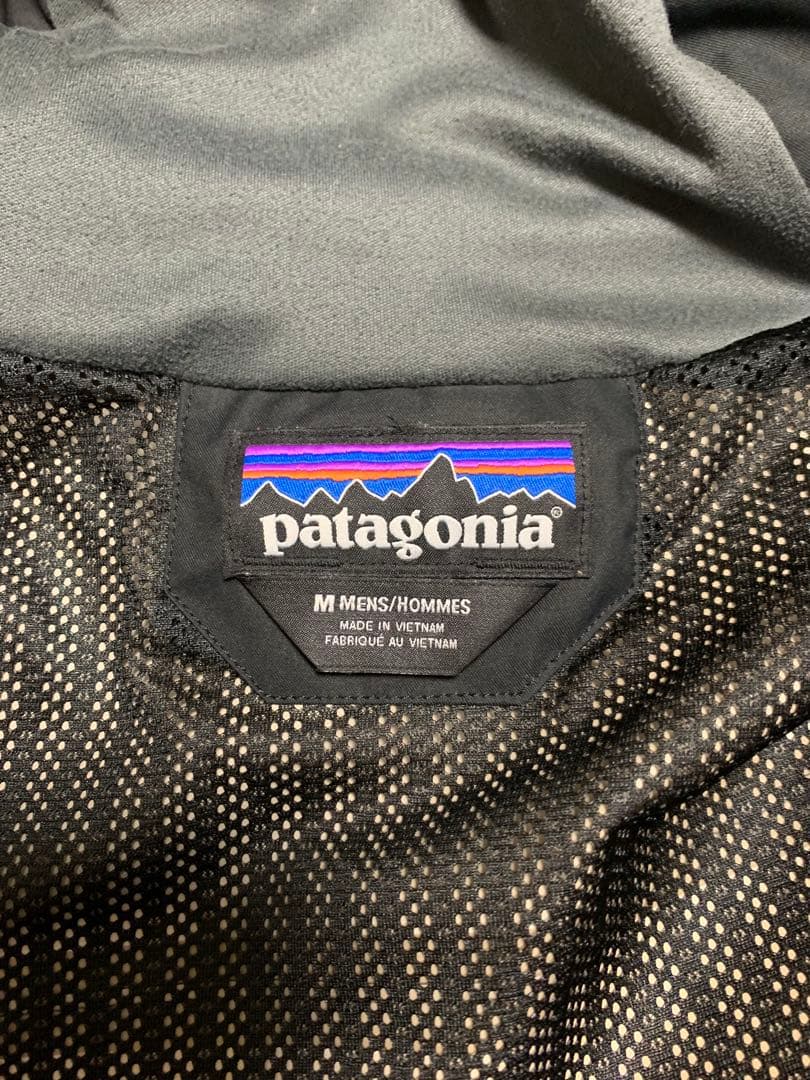 patagonia®
M MENS/HOMMES
MADE IN VIETNAM
FABRIQUÉ AU VIETNAM